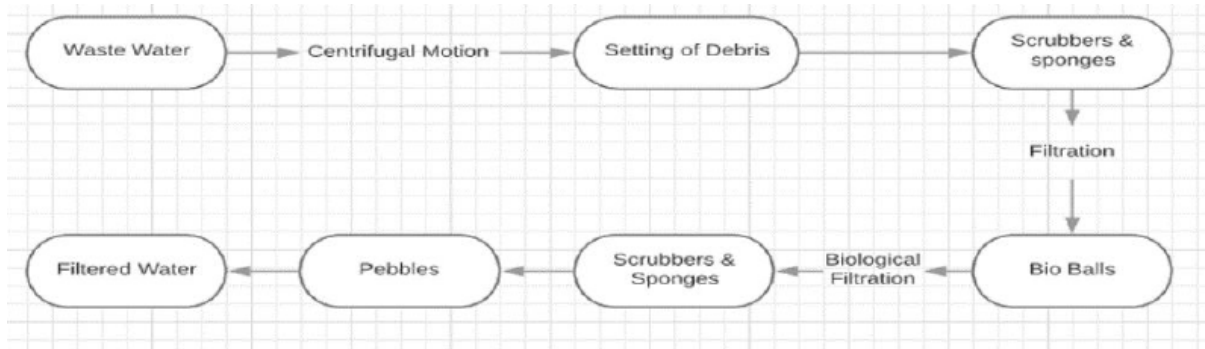 Waste Water
Centrifugal Motion
Setting of Debris
Scrubbers &
sponges
Filtration
Bio Balls
Biological
Filtration
Scrubbers &
Sponges
Pebbles
Filtered Water